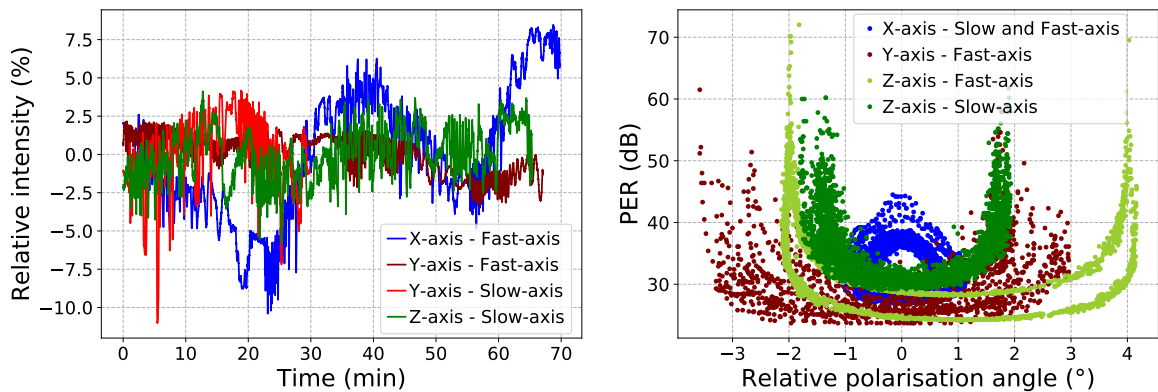 Relative intensity (%)
7.5
5.0
2.5
0.0
−2.5
−5.0
−7.5
−10.0
X-axis - Fast-axis
Y-axis - Fast-axis
Y-axis - Slow-axis
Z-axis - Slow-axis
0 10 20 30 40 50 60 70
Time (min)
PER (dB)
70
60
50
40
30
X-axis - Slow and Fast-axis
Y-axis - Fast-axis
Z-axis - Fast-axis
Z-axis - Slow-axis
−3 −2 −1 0 1 2 3 4
Relative polarisation angle (°)